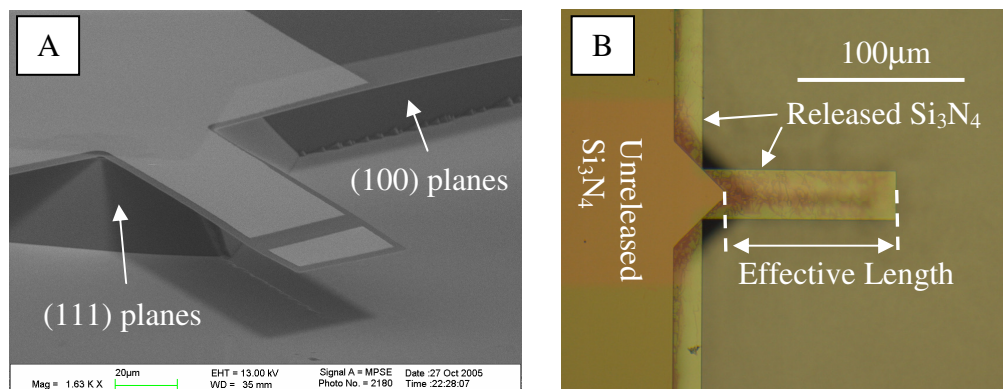 A
(100) planes
(111) planes
20µm
Mag = 1.63 K X
EHT = 13.00 kV
WD = 35 mm
Signal A = MPSE
Photo No. = 2180
Date :27 Oct 2005
Time :22:28:07
B
100µm
Released Si₃N₄
Unreleased
Si₃N₄
Effective Length